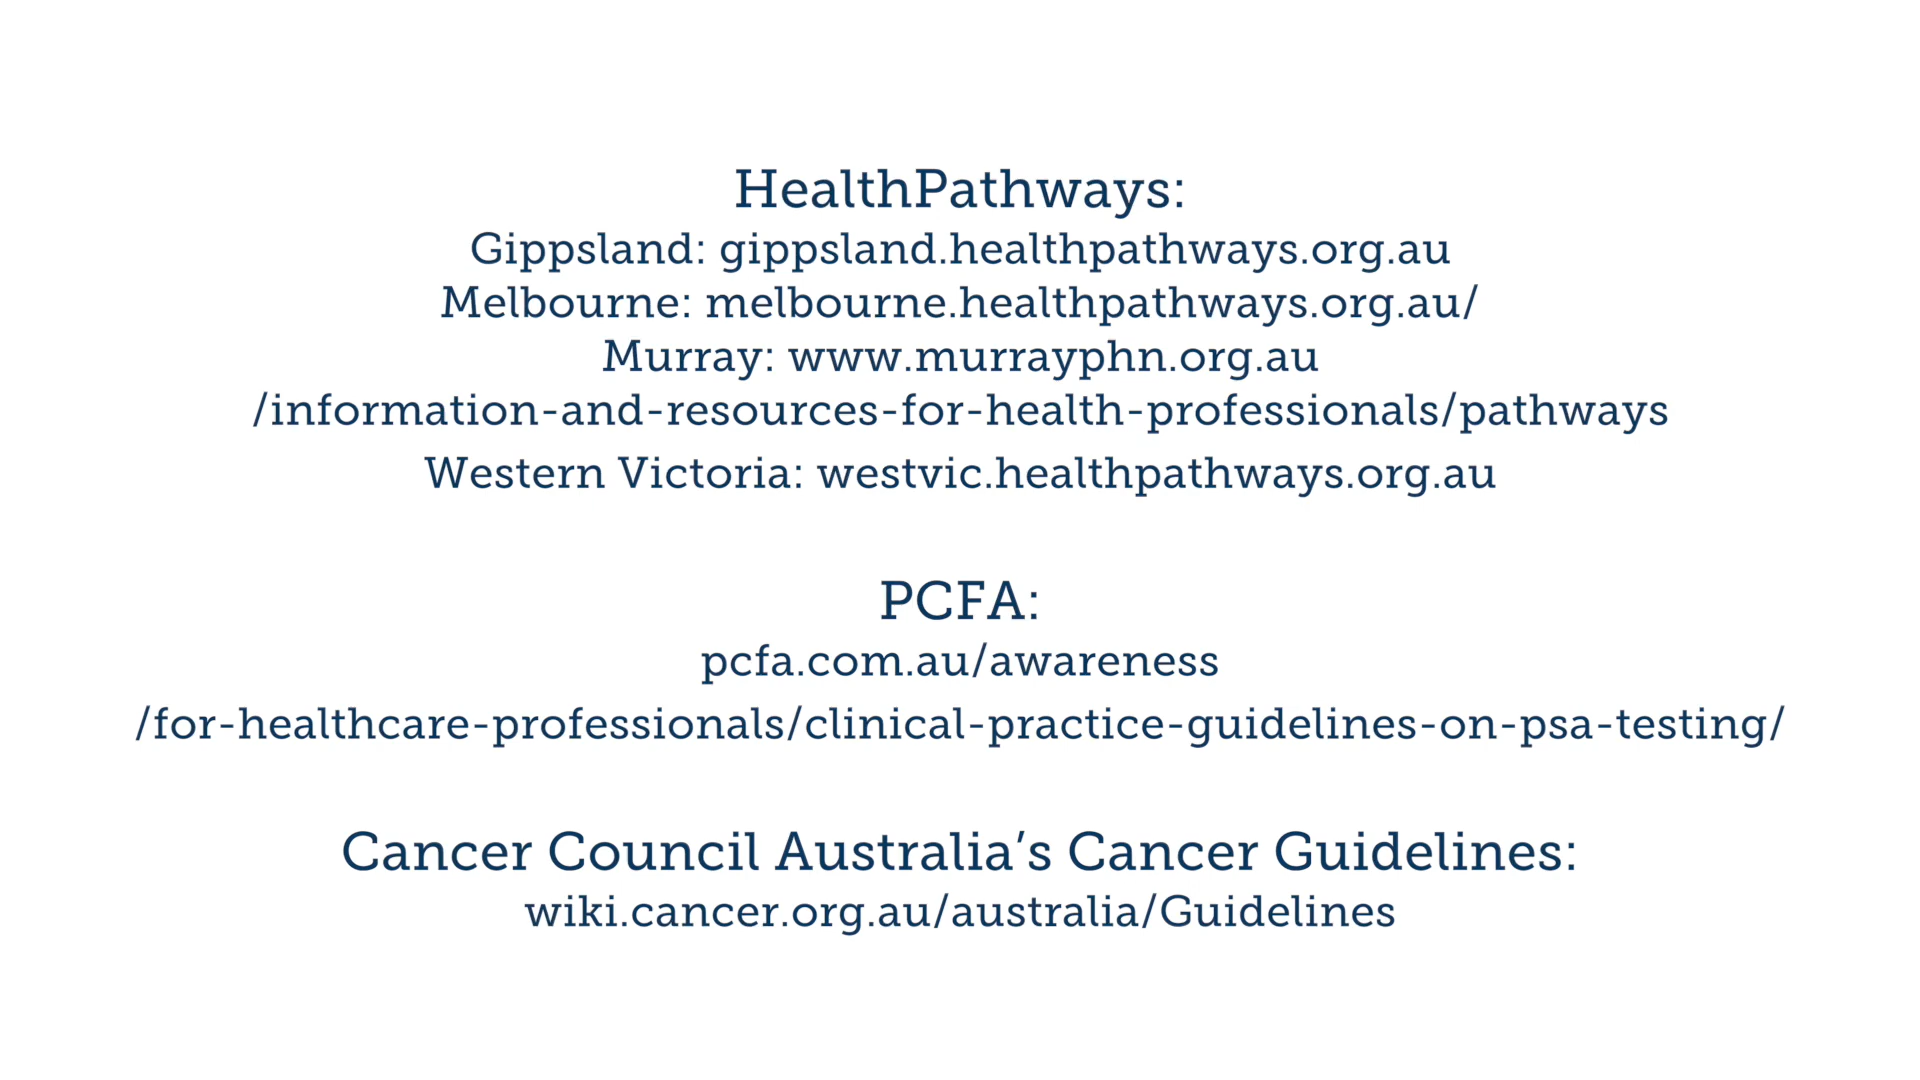 HealthPathways:
Gippsland: gippsland.healthpathways.org.au
Melbourne: melbourne.healthpathways.org.au/
Murray: www.murrayphn.org.au
/information-and-resources-for-health-professionals/pathways
Western Victoria: westvic.healthpathways.org.au
PCFA:
pcfa.com.au/awareness
/for-healthcare-professionals/clinical-practice-guidelines-on-psa-testing/
Cancer Council Australia’s Cancer Guidelines:
wiki.cancer.org.au/australia/Guidelines